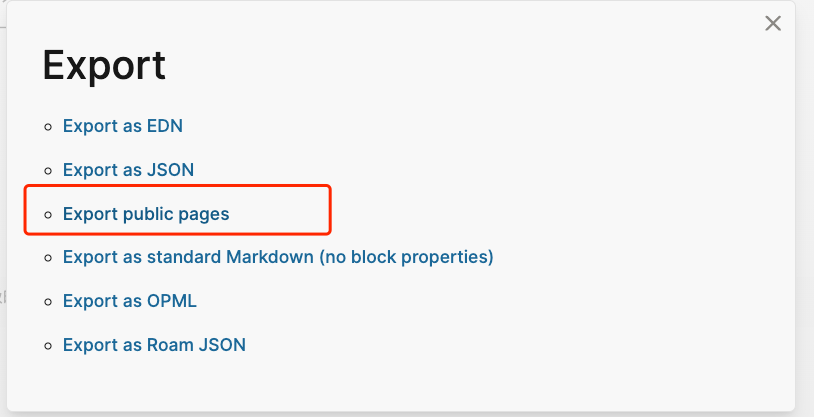 Export
Export as EDN
Export as JSON
Export public pages
Export as standard Markdown (no block properties)
Export as OPML
Export as Roam JSON